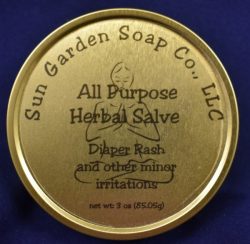 Sun Garden Soap Co., LLC
All Purpose
Herbal Salve
Diaper Rash
and other minor
irritations
net wt: 3 oz (85.05g)